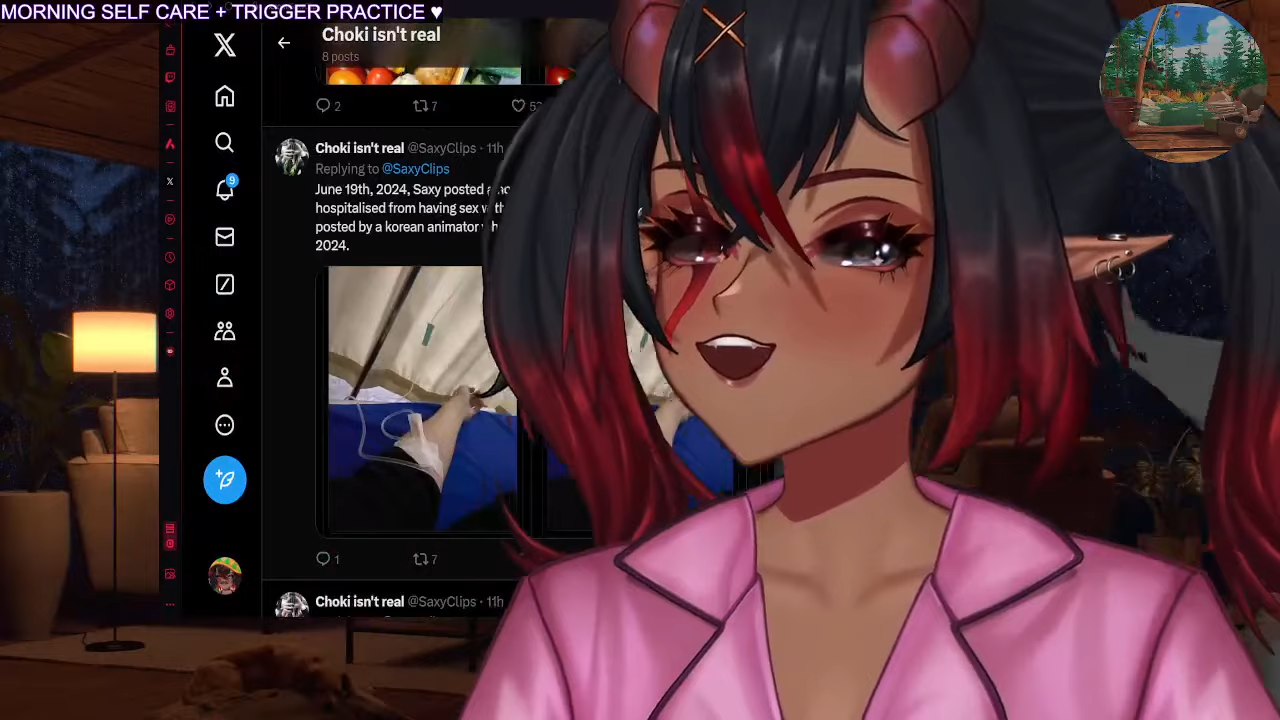 MORNING SELF CARE + TRIGGER PRACTICE ♥
Choki isn't real
8 posts
2
7
Choki isn't real @SaxyClips · 11h
Replying to @SaxyClips
June 19th, 2024, Saxy posted
hospitalised from having sex
posted by a korean animator
2024.
9
1
7
Choki isn't real @SaxyClips · 11h